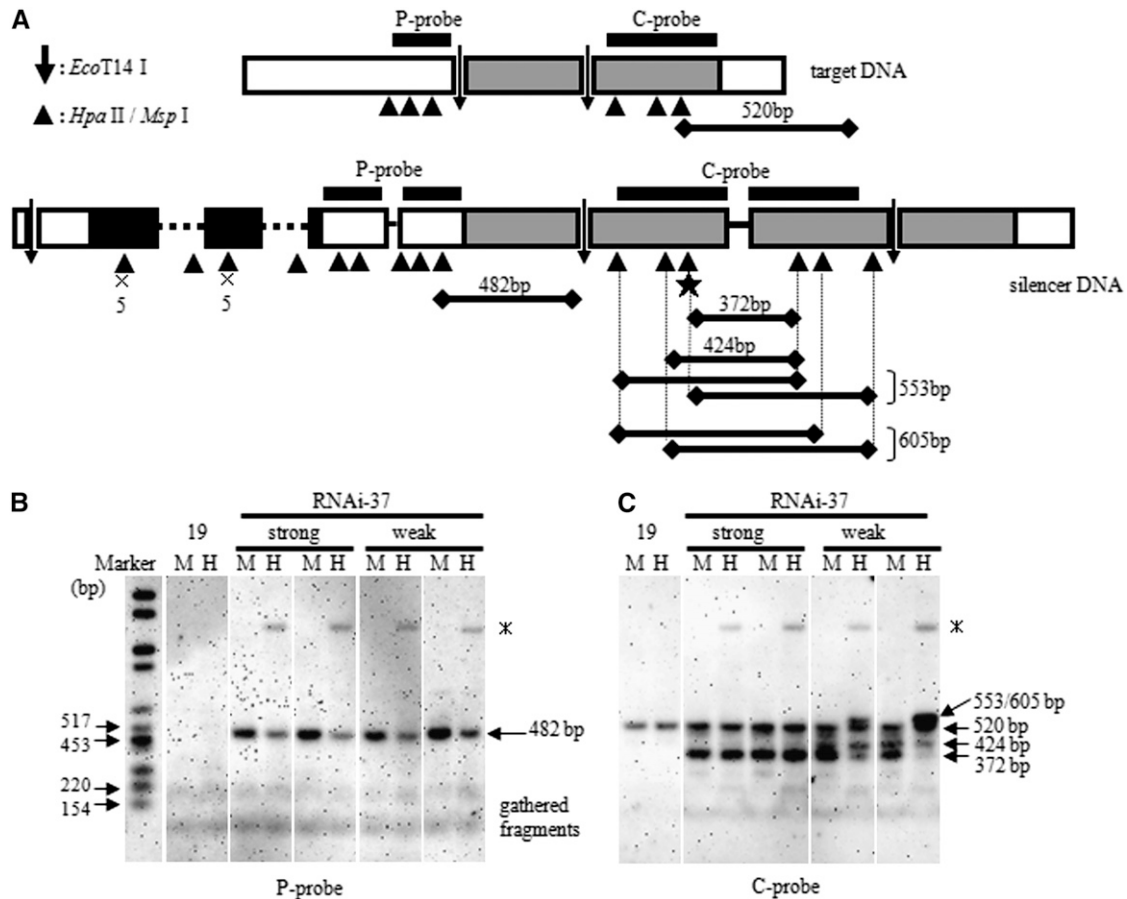 A
P-probe
C-probe
: EcoT14 I
target DNA
: Hpa II / Msp I
520bp
P-probe
C-probe
×
5
×
5
482bp
silencer DNA
372bp
424bp
553bp
605bp
B
RNAi-37
19
strong
weak
Marker
M H
M H
M H
M H
M H
(bp)
*
517
453
482 bp
220
154
gathered
fragments
P-probe
C
RNAi-37
19
strong
weak
M H
M H
M H
M H
M H
*
553/605 bp
520 bp
424 bp
372 bp
C-probe